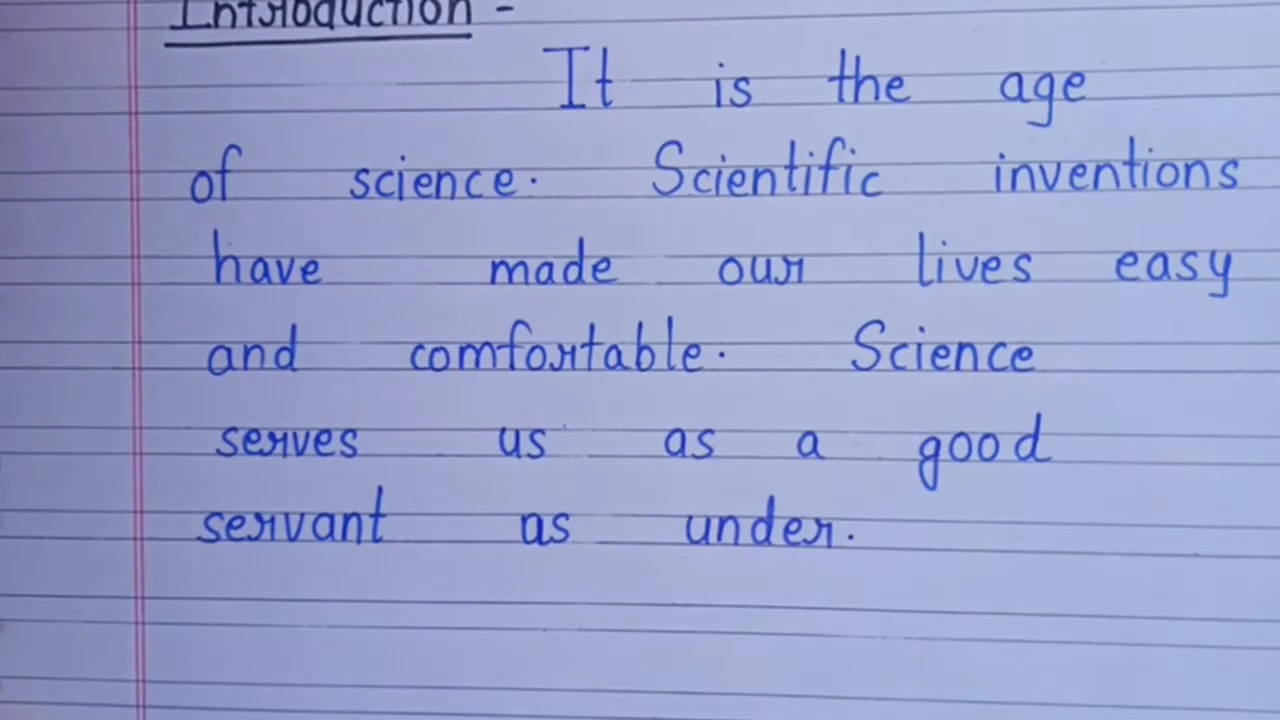 Introduction -
It is the age
of science. Scientific inventions
have made our lives easy
and comfortable. Science
serves us as a good
servant as under.